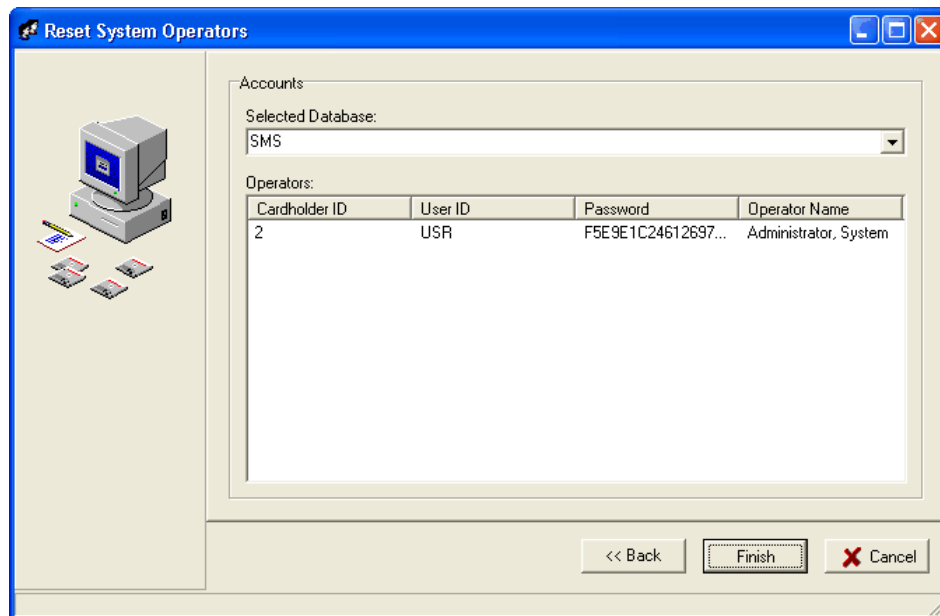 Reset System Operators
Accounts
Selected Database:
SMS
Operators:
Cardholder ID User ID Password Operator Name
2 USR F5E9E1C24612697... Administrator, System
<< Back Finish Cancel